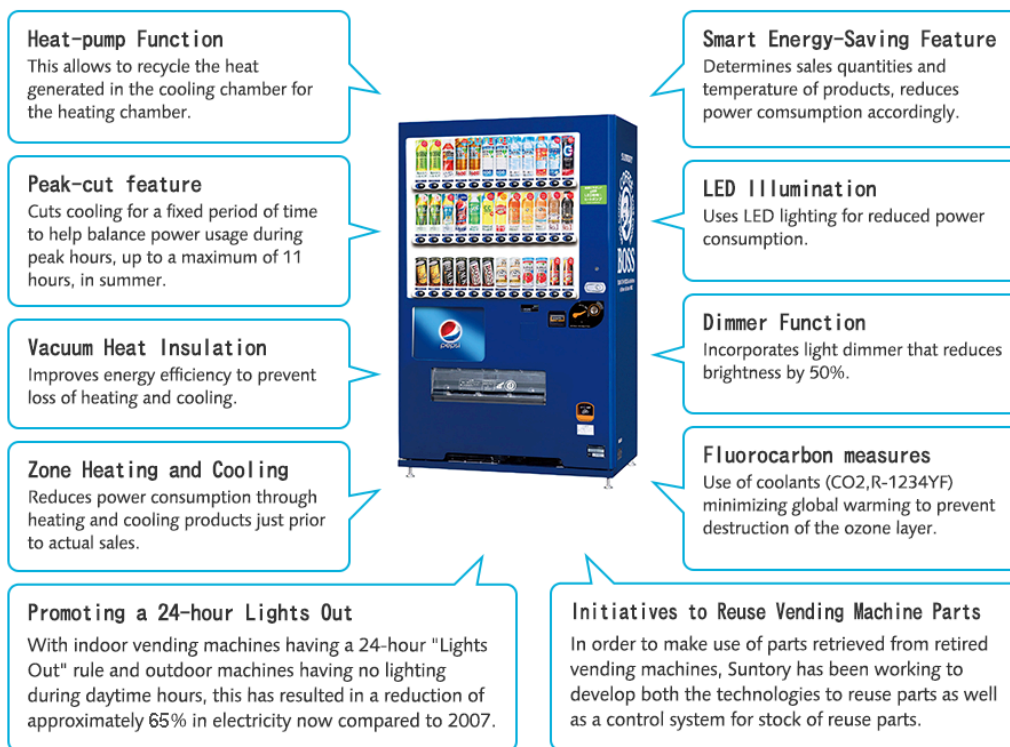 Heat-pump Function
This allows to recycle the heat
generated in the cooling chamber for
the heating chamber.
Peak-cut feature
Cuts cooling for a fixed period of time
to help balance power usage during
peak hours, up to a maximum of 11
hours, in summer.
Vacuum Heat Insulation
Improves energy efficiency to prevent
loss of heating and cooling.
Zone Heating and Cooling
Reduces power consumption through
heating and cooling products just prior
to actual sales.
Smart Energy-Saving Feature
Determines sales quantities and
temperature of products, reduces
power comsumption accordingly.
LED Illumination
Uses LED lighting for reduced power
consumption.
Dimmer Function
Incorporates light dimmer that reduces
brightness by 50%.
Fluorocarbon measures
Use of coolants (CO2,R-1234YF)
minimizing global warming to prevent
destruction of the ozone layer.
SUNTORY
BOSS
pepsi
Promoting a 24-hour Lights Out
With indoor vending machines having a 24-hour "Lights
Out" rule and outdoor machines having no lighting
during daytime hours, this has resulted in a reduction of
approximately 65% in electricity now compared to 2007.
Initiatives to Reuse Vending Machine Parts
In order to make use of parts retrieved from retired
vending machines, Suntory has been working to
develop both the technologies to reuse parts as well
as a control system for stock of reuse parts.